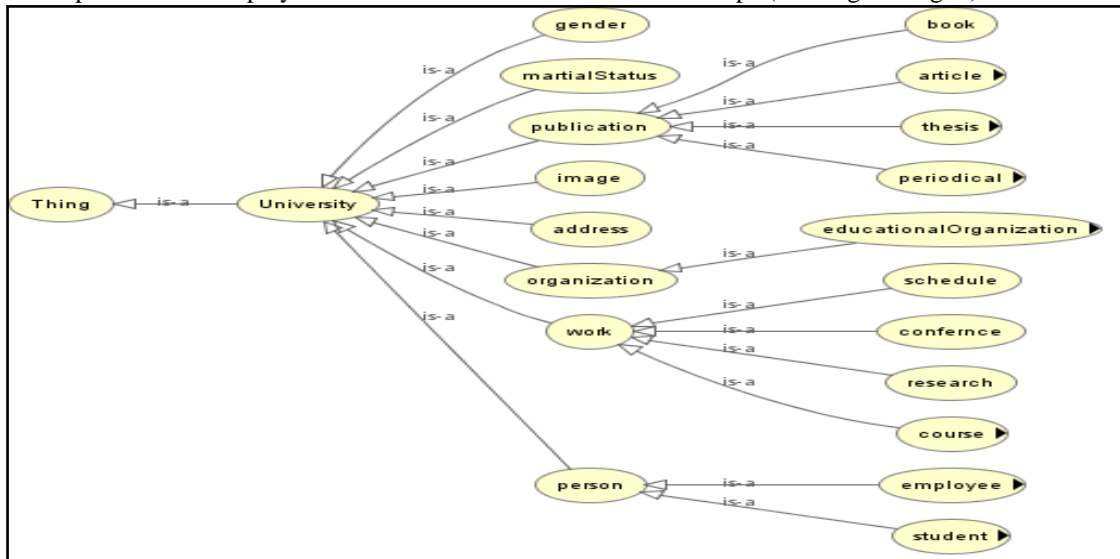 gender
book
is-a
is-a
martialStatus
article
is-a
is-a
publication
is-a
thesis
is-a
is-a
image
periodical
is-a
Thing
is-a
University
is-a
address
educationalOrganization
is-a
is-a
is-a
organization
schedule
is-a
is-a
work
is-a
confernce
is-a
is-a
research
course
person
is-a
employee
is-a
student